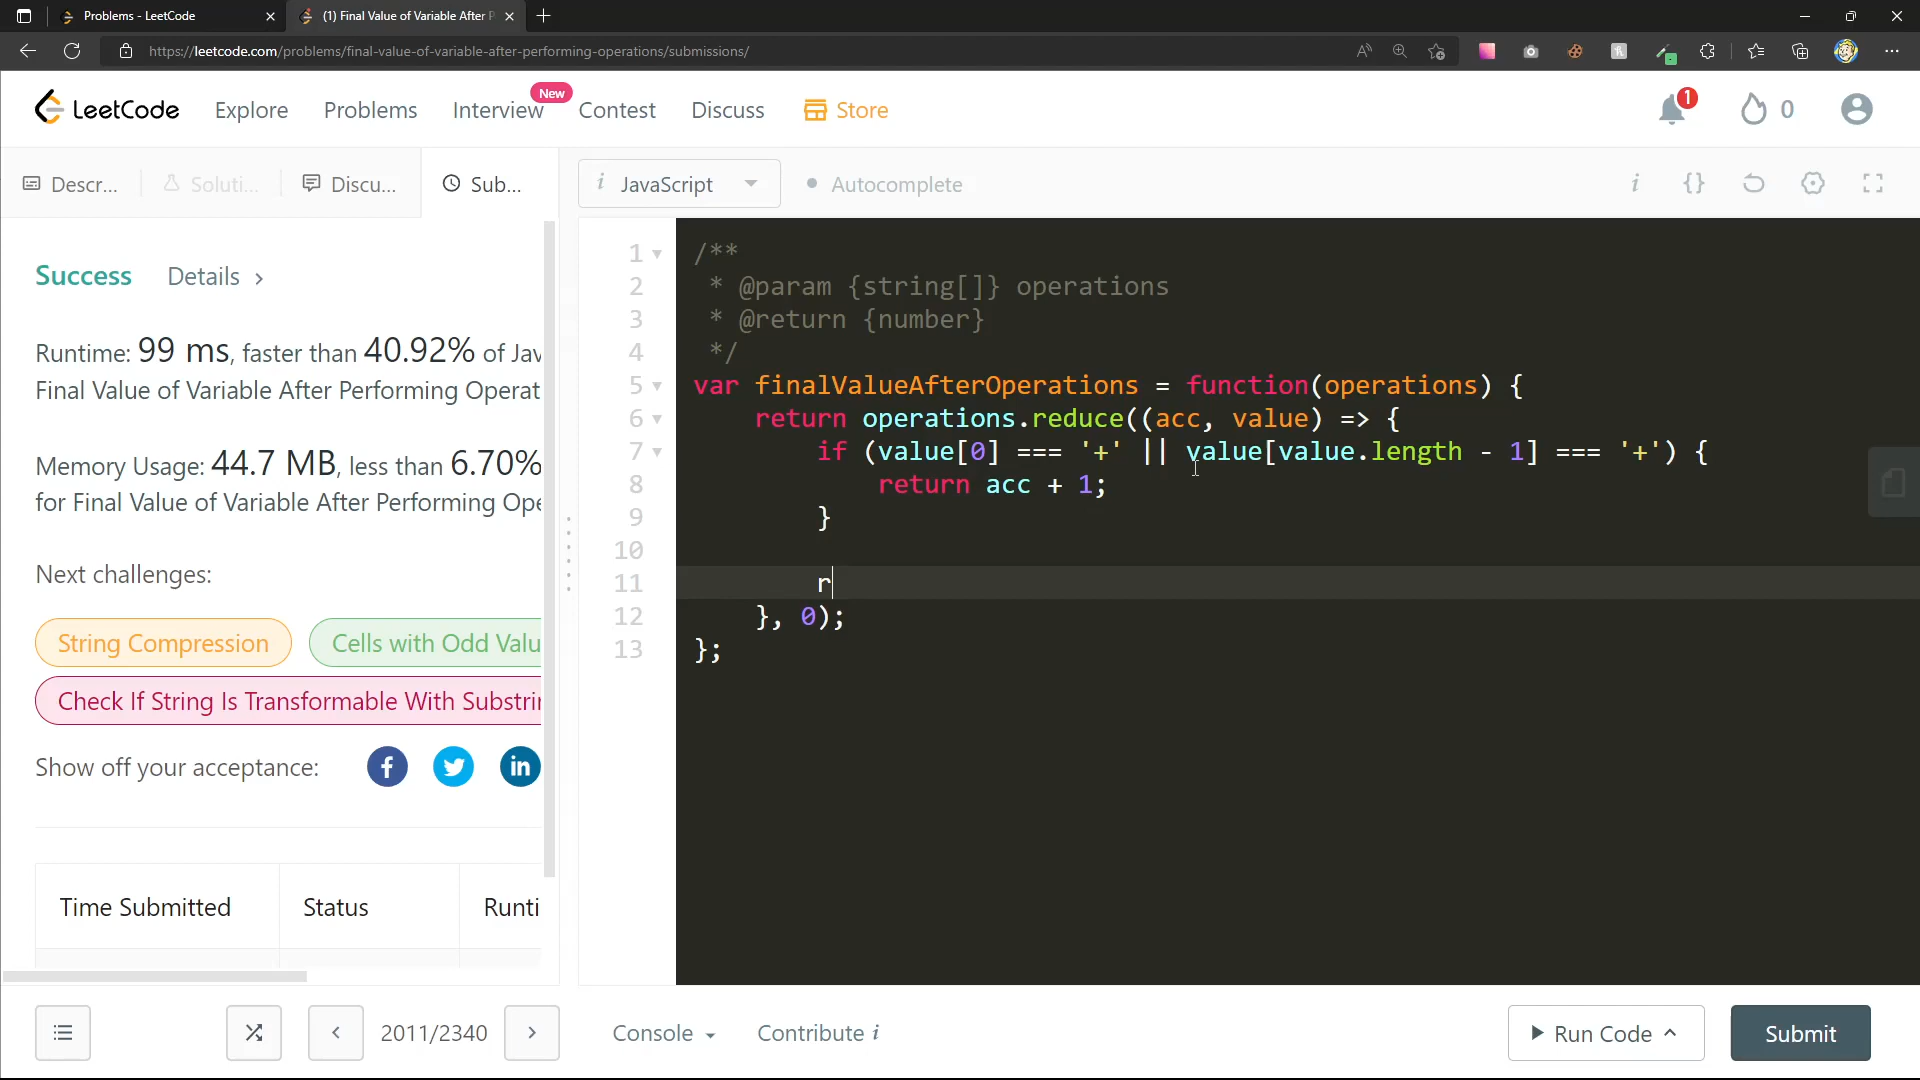 Problems - LeetCode
(1) Final Value of Variable After P
https://leetcode.com/problems/final-value-of-variable-after-performing-operations/submissions/
LeetCode
Explore
Problems
Interview
New
Contest
Discuss
Store
1
0
Descr...
Soluti...
Discu...
Sub...
i JavaScript
Autocomplete
i
{}
Success
Details >
Runtime: 99 ms, faster than 40.92% of Jav
Final Value of Variable After Performing Operat
Memory Usage: 44.7 MB, less than 6.70%
for Final Value of Variable After Performing Ope
Next challenges:
String Compression
Cells with Odd Valu
Check If String Is Transformable With Substrin
Show off your acceptance:
Time Submitted
Status
Runti
1 /**
2 * @param {string[]} operations
3 * @return {number}
4 */
5 var finalValueAfterOperations = function(operations) {
6 return operations.reduce((acc, value) => {
7 if (value[0] === '+' || value[value.length - 1] === '+') {
8 return acc + 1;
9 }
10
11 r
12 }, 0);
13 };
2011/2340
Console
Contribute i
Run Code
Submit